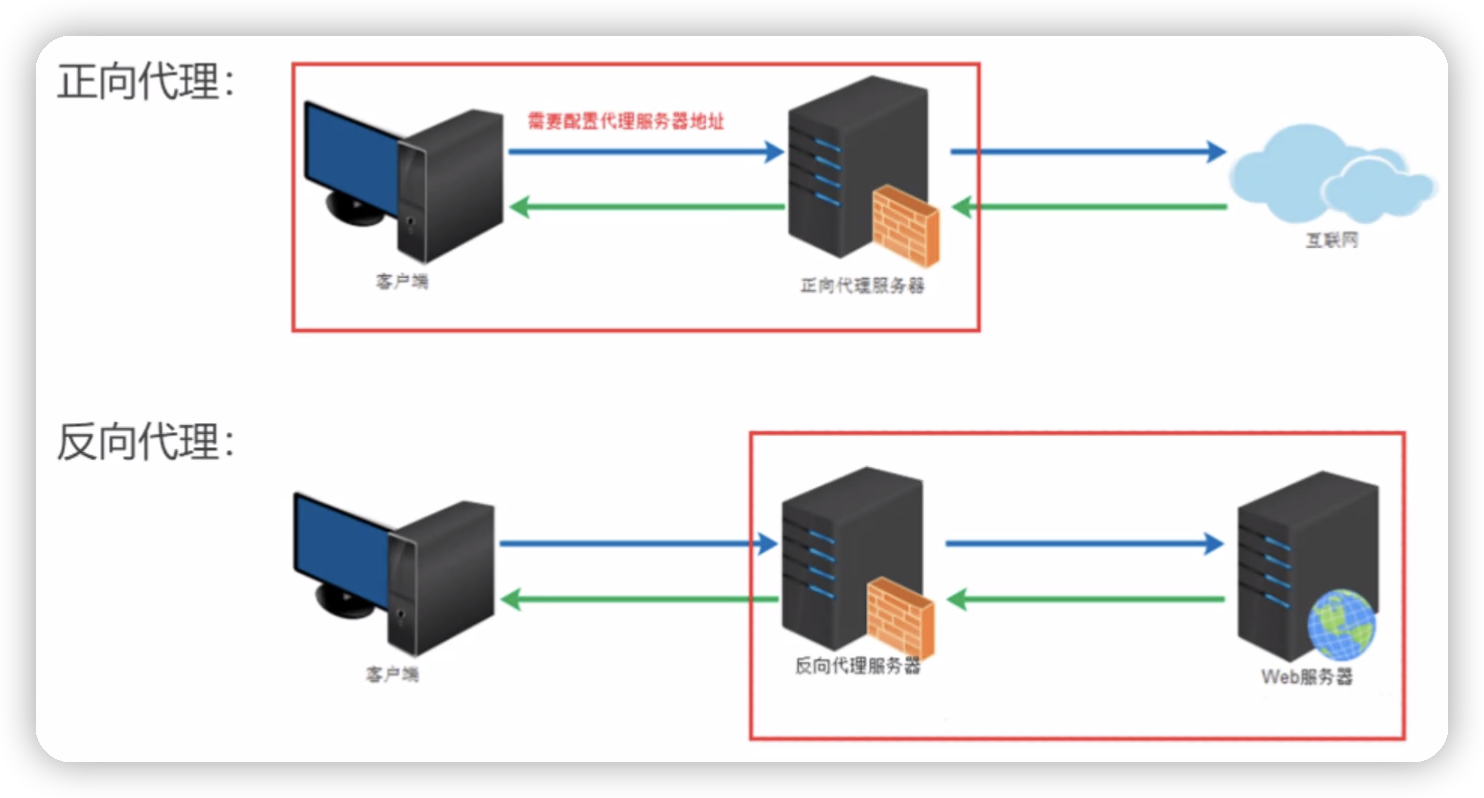 正向代理：
需要配置代理服务器地址
互联网
客户端
正向代理服务器
反向代理：
反向代理服务器
客户端
Web服务器